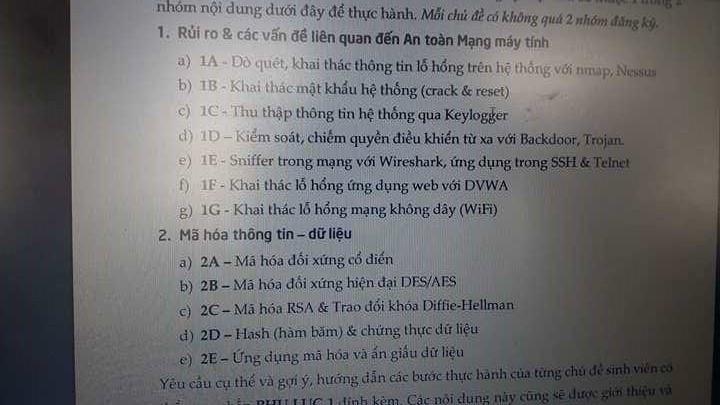 nhóm nội dung dưới đây để thực hành. Mỗi chủ đề có không quá 2 nhóm đăng ký.
1. Rủi ro & các vấn đề liên quan đến An toàn Mạng máy tính
a) 1A - Dò quét, khai thác thông tin lỗ hổng trên hệ thống với nmap, Nessus
b) 1B - Khai thác mật khẩu hệ thống (crack & reset)
c) 1C - Thu thập thông tin hệ thống qua Keylogger
d) 1D – Kiểm soát, chiếm quyền điều khiển từ xa với Backdoor, Trojan.
e) 1E - Sniffer trong mạng với Wireshark, ứng dụng trong SSH & Telnet
f) 1F - Khai thác lỗ hổng ứng dụng web với DVWA
g) 1G - Khai thác lỗ hổng mạng không dây (WiFi)
2. Mã hóa thông tin – dữ liệu
a) 2A – Mã hóa đối xứng cổ điển
b) 2B – Mã hóa đối xứng hiện đại DES/AES
c) 2C – Mã hóa RSA & Trao đổi khóa Diffie-Hellman
d) 2D – Hash (hàm băm) & chứng thực dữ liệu
e) 2E – Ứng dụng mã hóa và ẩn giấu dữ liệu
Yêu cầu cụ thể và gợi ý, hướng dẫn các bước thực hành của từng chủ đề sinh viên có
PHỤ LỤC 1 đính kèm. Các nội dung này cũng sẽ được giới thiệu và